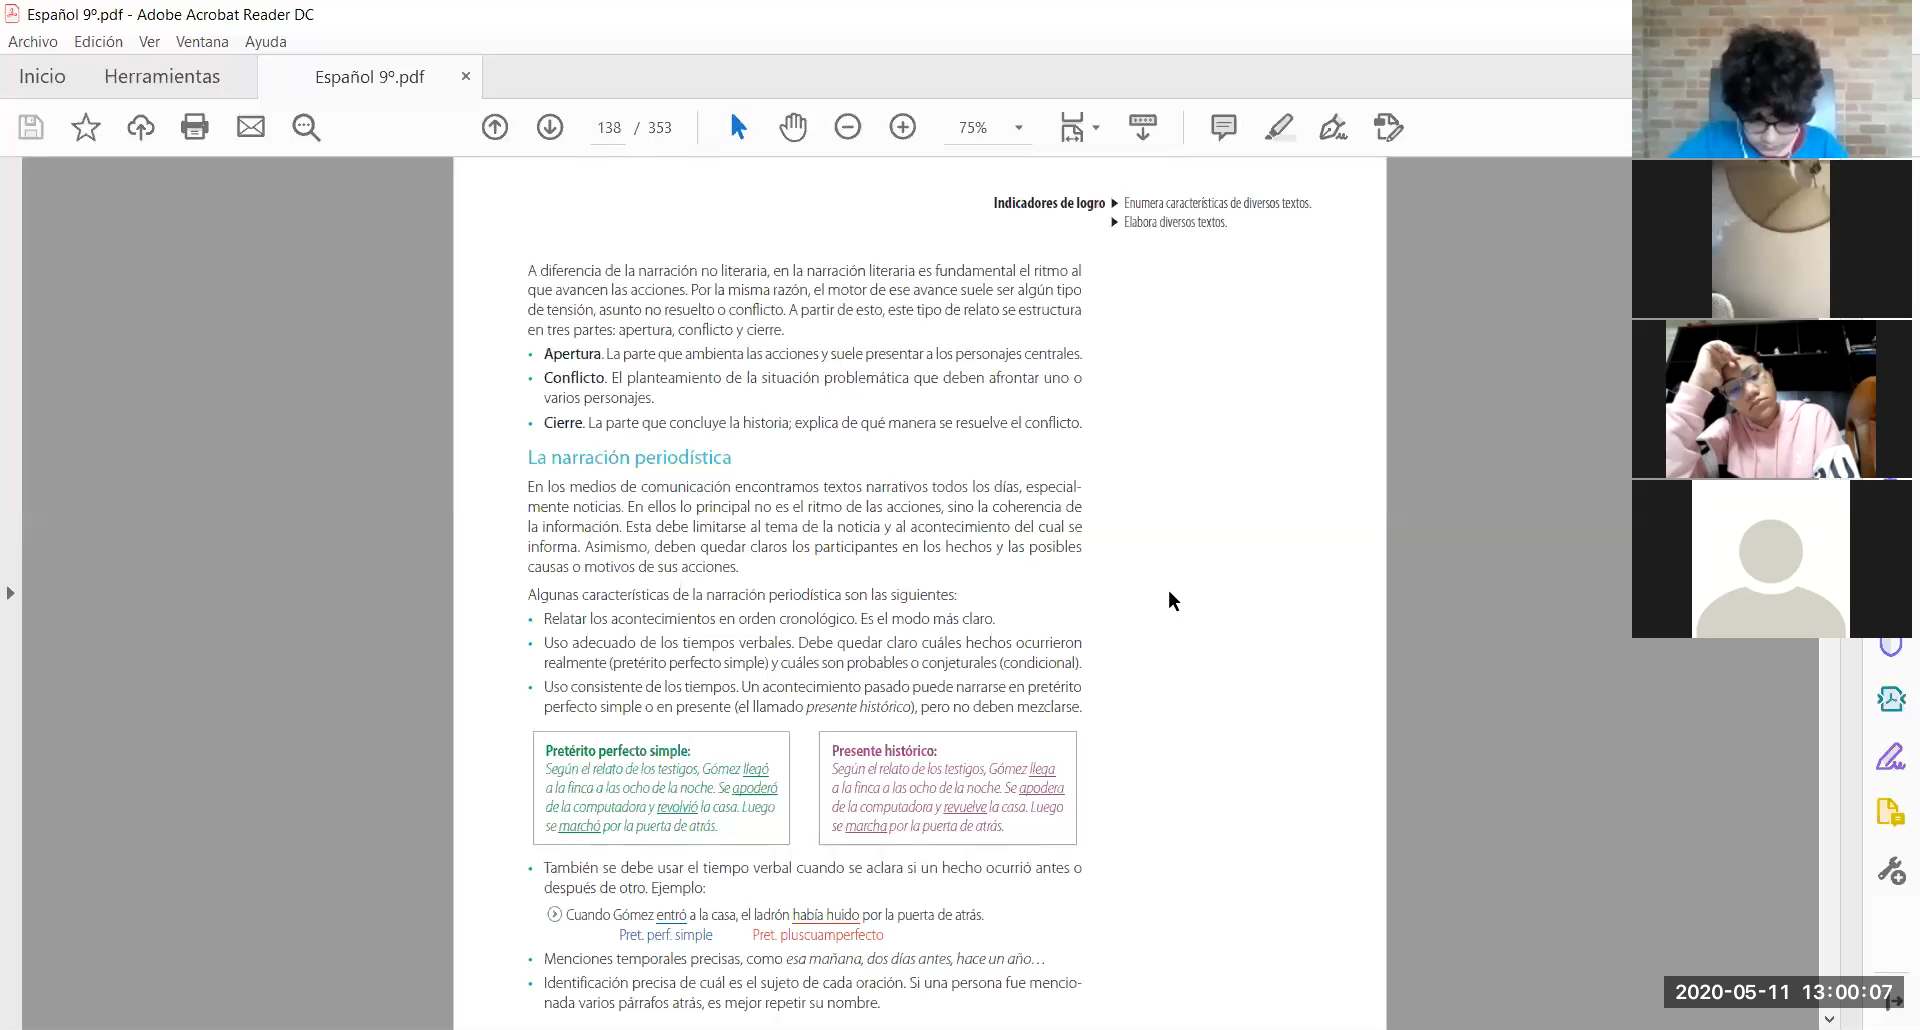 Español 9º.pdf - Adobe Acrobat Reader DC
Archivo Edición Ver Ventana Ayuda
Inicio Herramientas Español 9º.pdf ×
138 / 353 75%
Indicadores de logro ▶ Enumera características de diversos textos.
▶ Elabora diversos textos.
A diferencia de la narración no literaria, en la narración literaria es fundamental el ritmo al
que avancen las acciones. Por la misma razón, el motor de ese avance suele ser algún tipo
de tensión, asunto no resuelto o conflicto. A partir de esto, este tipo de relato se estructura
en tres partes: apertura, conflicto y cierre.
• Apertura. La parte que ambienta las acciones y suele presentar a los personajes centrales.
• Conflicto. El planteamiento de la situación problemática que deben afrontar uno o
varios personajes.
• Cierre. La parte que concluye la historia; explica de qué manera se resuelve el conflicto.
La narración periodística
En los medios de comunicación encontramos textos narrativos todos los días, especial-
mente noticias. En ellos lo principal no es el ritmo de las acciones, sino la coherencia de
la información. Esta debe limitarse al tema de la noticia y al acontecimiento del cual se
informa. Asimismo, deben quedar claros los participantes en los hechos y las posibles
causas o motivos de sus acciones.
Algunas características de la narración periodística son las siguientes:
• Relatar los acontecimientos en orden cronológico. Es el modo más claro.
• Uso adecuado de los tiempos verbales. Debe quedar claro cuáles hechos ocurrieron
realmente (pretérito perfecto simple) y cuáles son probables o conjeturales (condicional).
• Uso consistente de los tiempos. Un acontecimiento pasado puede narrarse en pretérito
perfecto simple o en presente (el llamado presente histórico), pero no deben mezclarse.
Pretérito perfecto simple:
Según el relato de los testigos, Gómez llegó
a la finca a las ocho de la noche. Se apoderó
de la computadora y revolvió la casa. Luego
se marchó por la puerta de atrás.
Presente histórico:
Según el relato de los testigos, Gómez llega
a la finca a las ocho de la noche. Se apodera
de la computadora y revuelve la casa. Luego
se marcha por la puerta de atrás.
• También se debe usar el tiempo verbal cuando se aclara si un hecho ocurrió antes o
después de otro. Ejemplo:
Cuando Gómez entró a la casa, el ladrón había huido por la puerta de atrás.
Pret. perf. simple Pret. pluscuamperfecto
• Menciones temporales precisas, como esa mañana, dos días antes, hace un año…
• Identificación precisa de cuál es el sujeto de cada oración. Si una persona fue mencio-
nada varios párrafos atrás, es mejor repetir su nombre.
2020-05-11 13:00:07